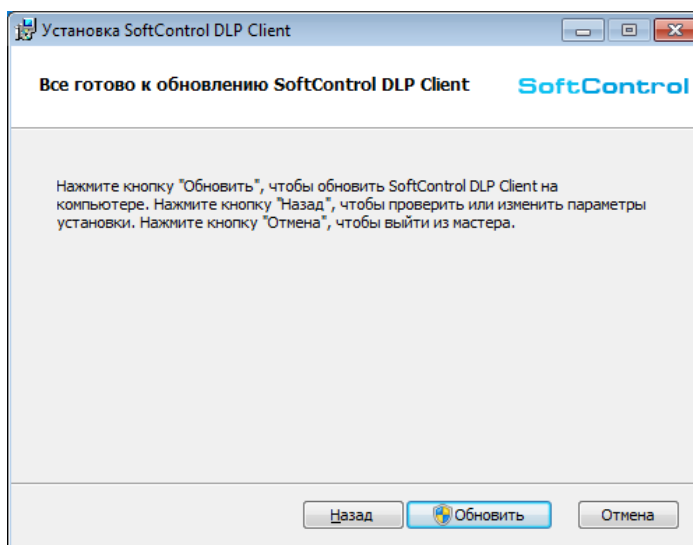 Установка SoftControl DLP Client
Все готово к обновлению SoftControl DLP Client
SoftControl
Нажмите кнопку "Обновить", чтобы обновить SoftControl DLP Client на
компьютере. Нажмите кнопку "Назад", чтобы проверить или изменить параметры
установки. Нажмите кнопку "Отмена", чтобы выйти из мастера.
Назад
Обновить
Отмена